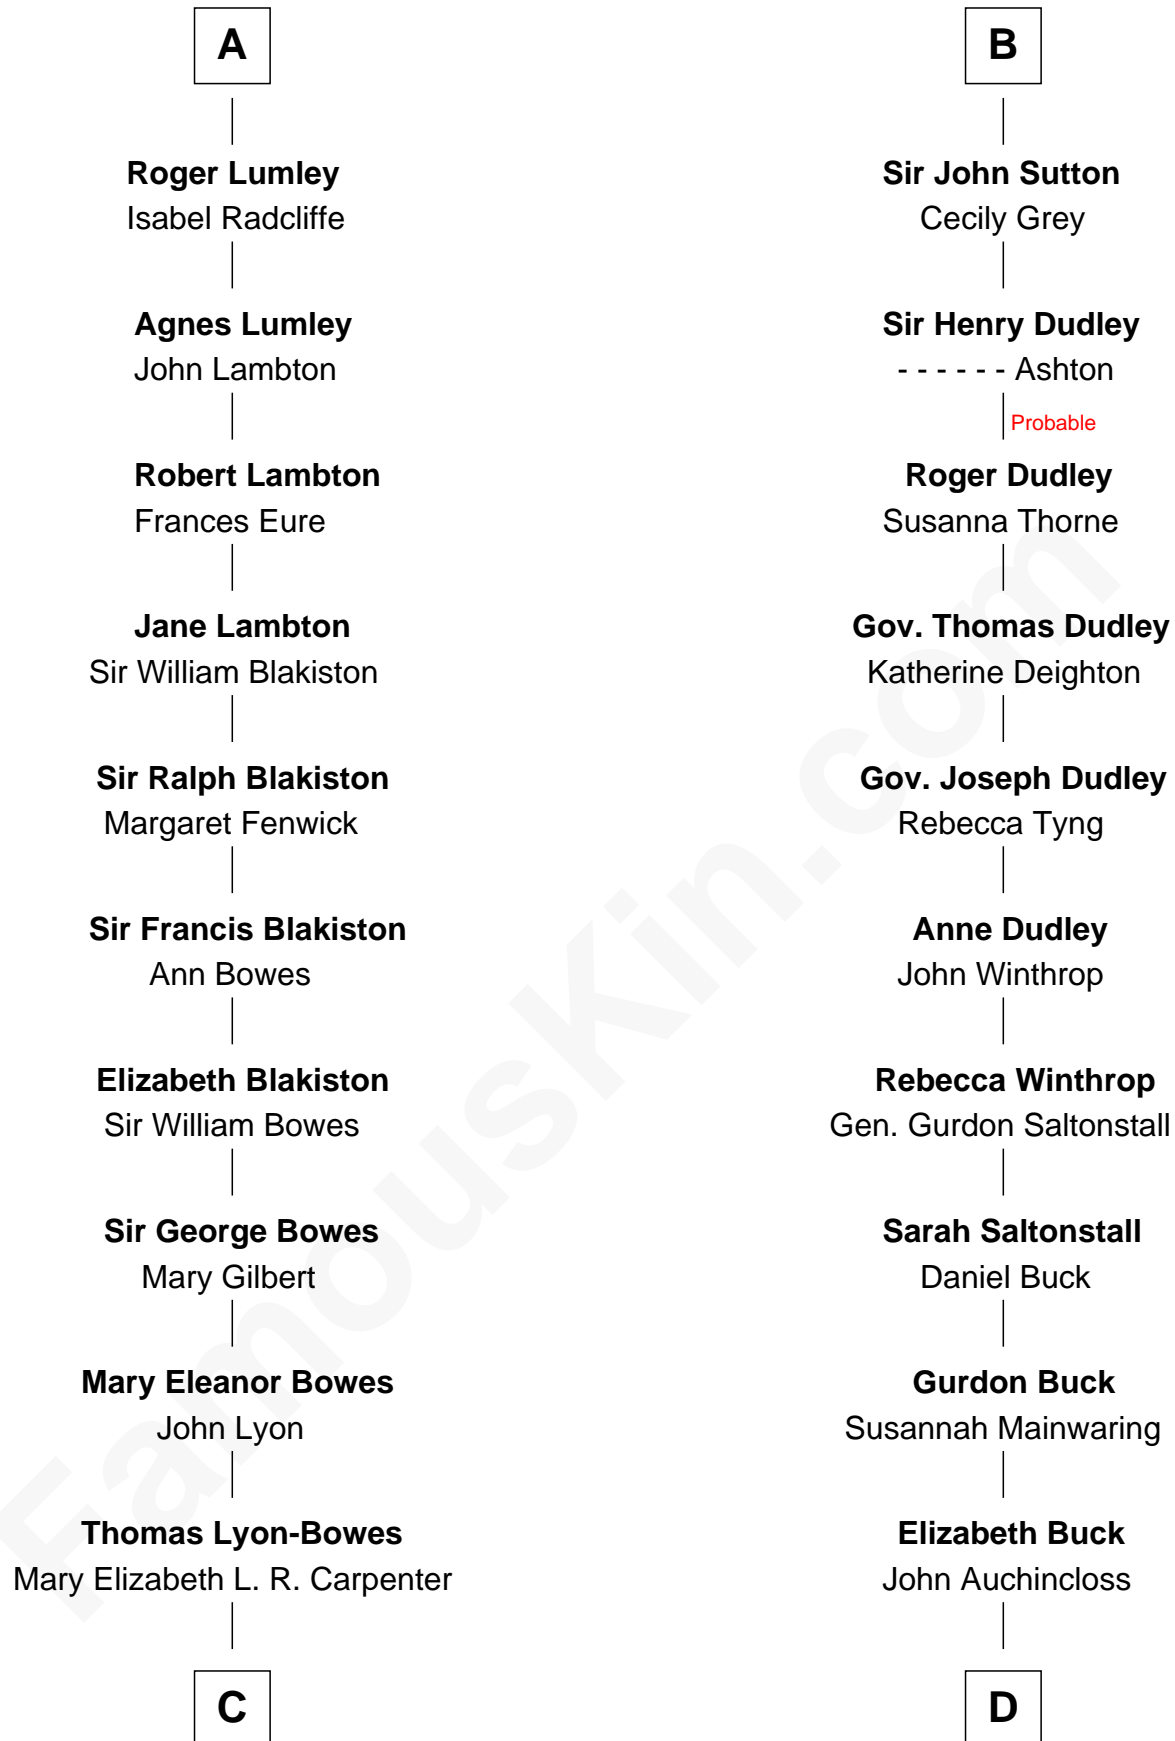 A
Roger Lumley
Isabel Radcliffe
Agnes Lumley
John Lambton
Robert Lambton
Frances Eure
Jane Lambton
Sir William Blakiston
Sir Ralph Blakiston
Margaret Fenwick
Sir Francis Blakiston
Ann Bowes
Elizabeth Blakiston
Sir William Bowes
Sir George Bowes
Mary Gilbert
Mary Eleanor Bowes
John Lyon
Thomas Lyon-Bowes
Mary Elizabeth L. R. Carpenter
C
B
Sir John Sutton
Cecily Grey
Sir Henry Dudley
- - - - - - Ashton
Probable
Roger Dudley
Susanna Thorne
Gov. Thomas Dudley
Katherine Deighton
Gov. Joseph Dudley
Rebecca Tyng
Anne Dudley
John Winthrop
Rebecca Winthrop
Gen. Gurdon Saltonstall
Sarah Saltonstall
Daniel Buck
Gurdon Buck
Susannah Mainwaring
Elizabeth Buck
John Auchincloss
D
FamousKin.com